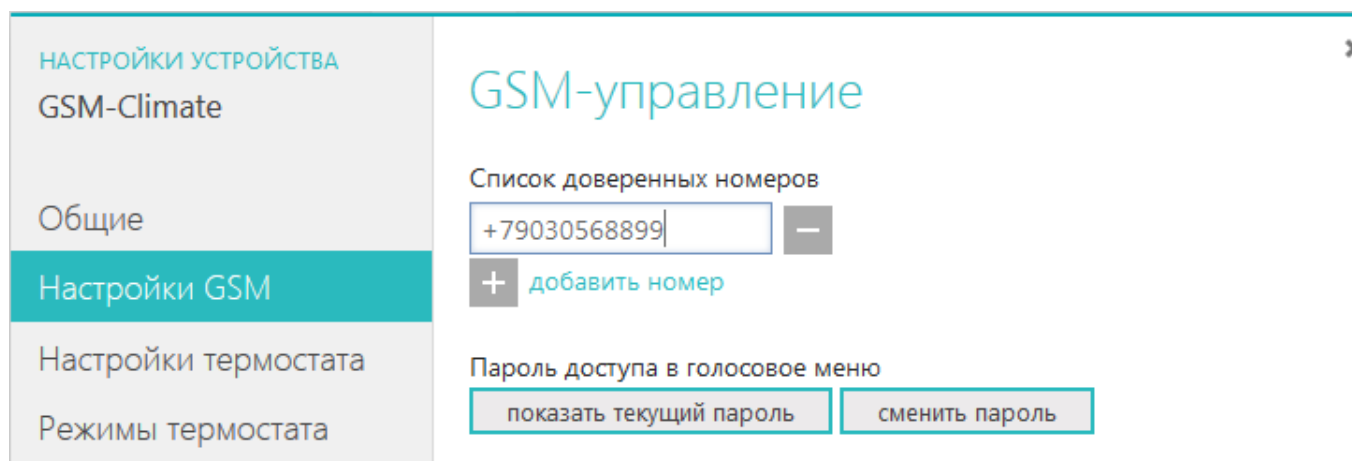 НАСТРОЙКИ УСТРОЙСТВА
GSM-Climate
Общие
Настройки GSM
Настройки термостата
Режимы термостата
GSM-управление
Список доверенных номеров
+79030568899
добавить номер
Пароль доступа в голосовое меню
показать текущий пароль сменить пароль